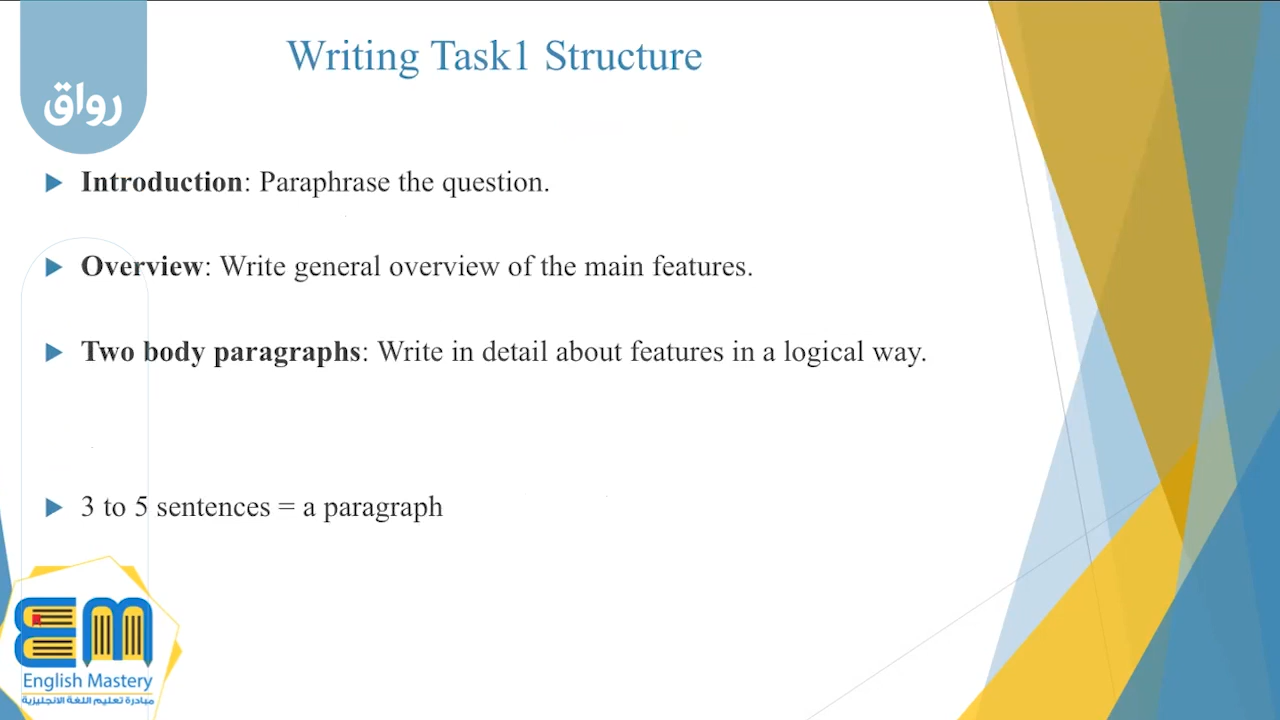 Writing Task1 Structure
رواق
Introduction: Paraphrase the question.
Overview: Write general overview of the main features.
Two body paragraphs: Write in detail about features in a logical way.
3 to 5 sentences = a paragraph
EM
English Mastery
مبادرة تعليم اللغة الانجليزية